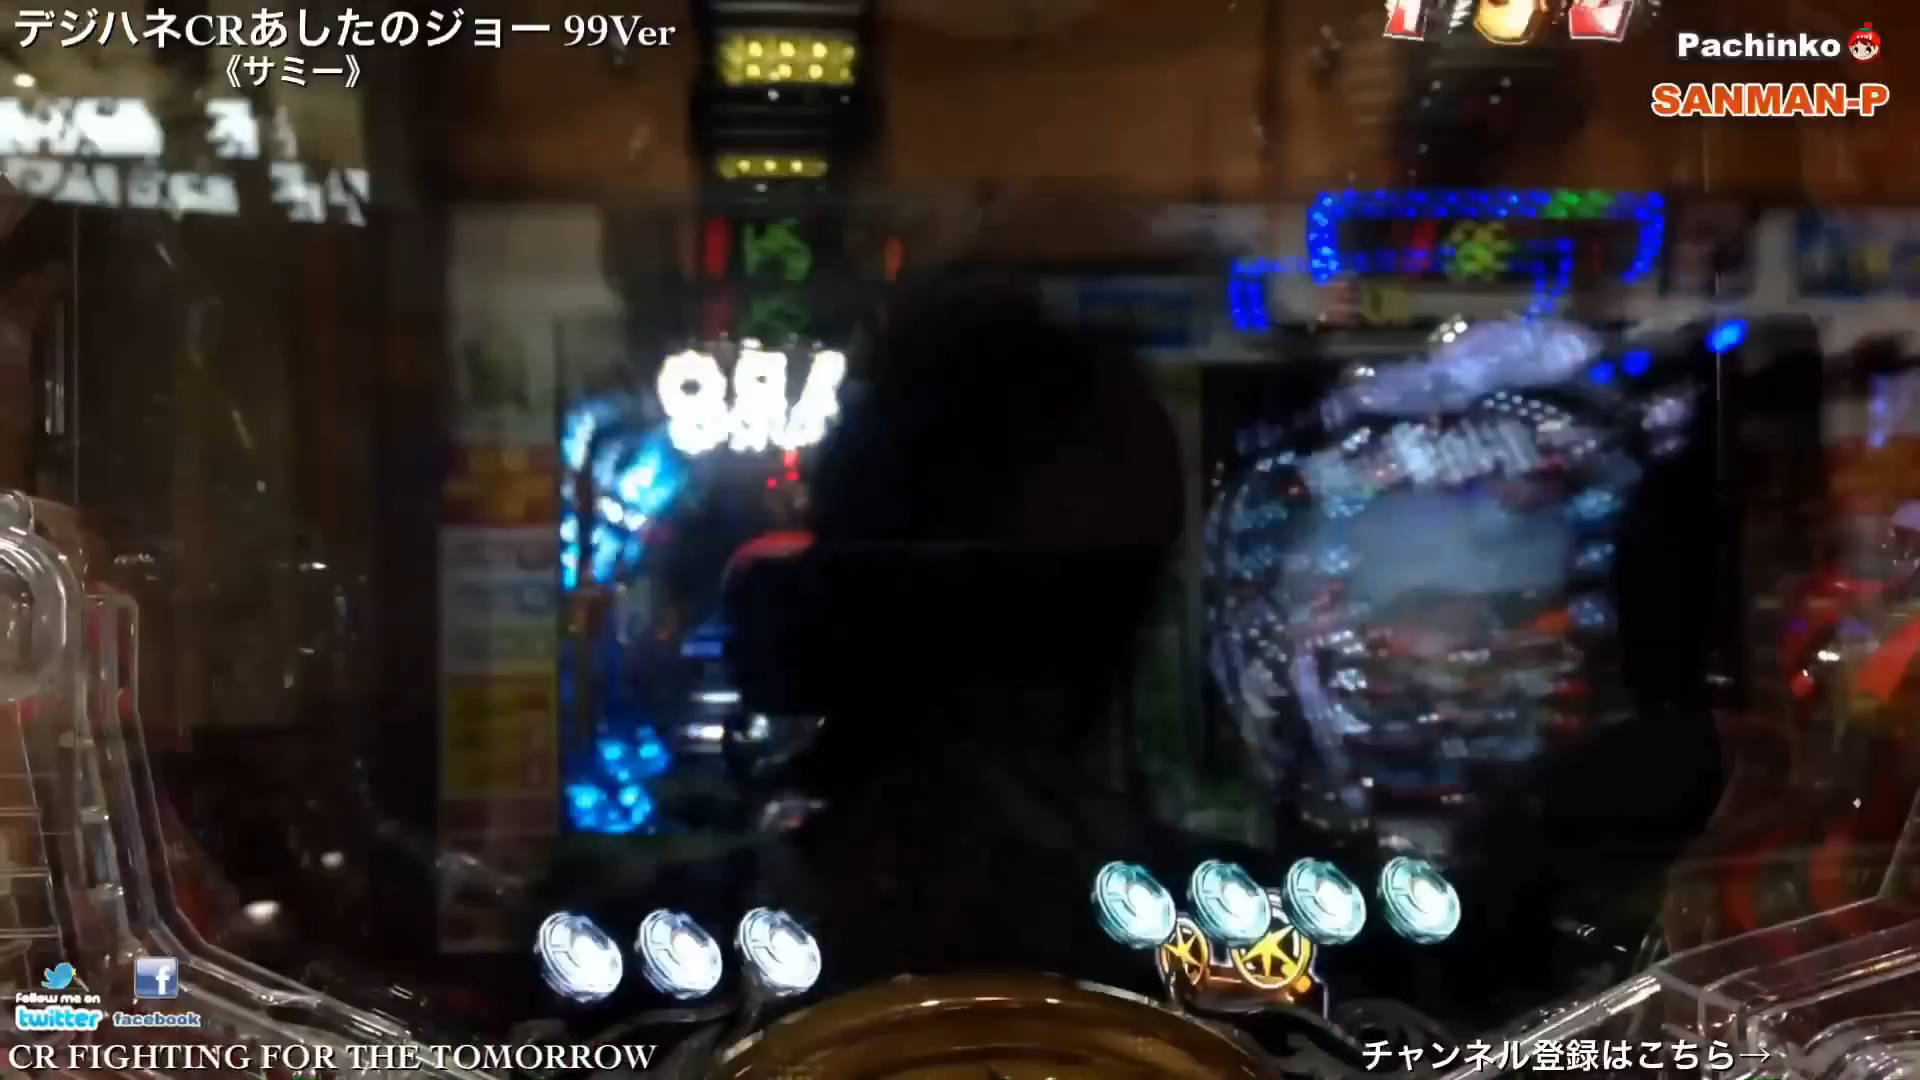 デジハネCRあしたのジョー 99Ver
《サミー》
Pachinko
SANMAN-P
Follow me on
twitter
facebook
CR FIGHTING FOR THE TOMORROW
チャンネル登録はこちら→